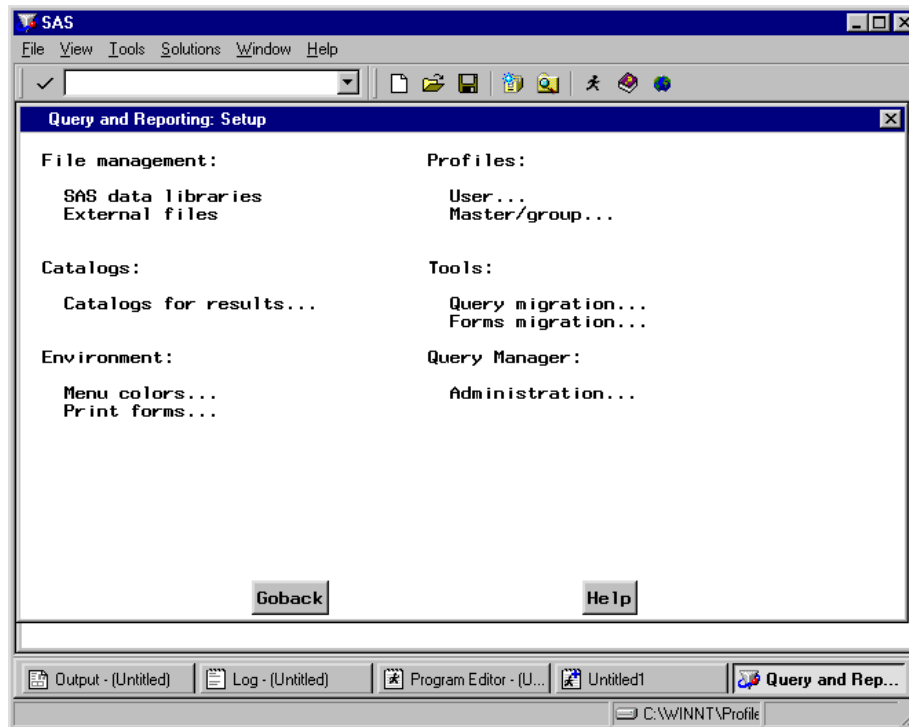 SAS
File View Tools Solutions Window Help
Query and Reporting: Setup
File management:
SAS data libraries
External files
Profiles:
User...
Master/group...
Catalogs:
Catalogs for results...
Tools:
Query migration...
Forms migration...
Environment:
Menu colors...
Print forms...
Query Manager:
Administration...
Goback
Help
Output - (Untitled)
Log - (Untitled)
Program Editor - (U...
Untitled1
Query and Rep...
C:\WINNT\Profile